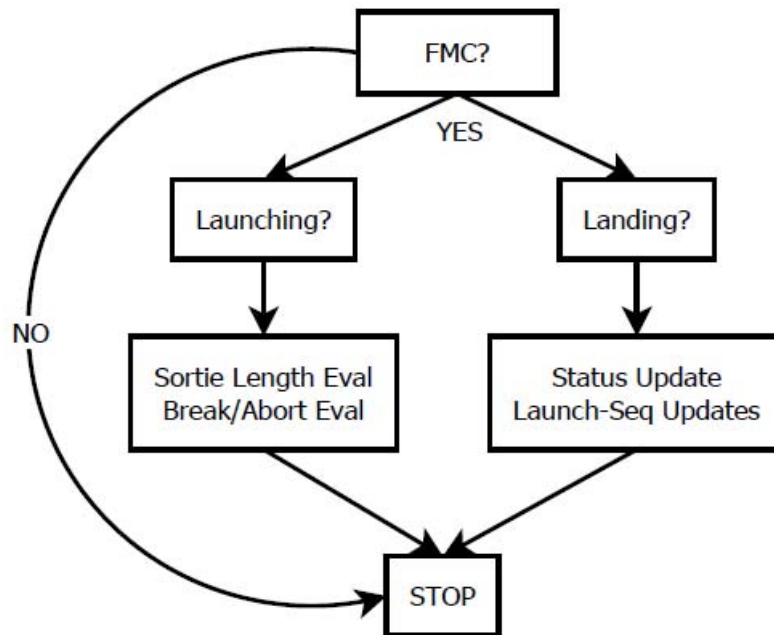 FMC?
YES
Launching?
Landing?
NO
Sortie Length Eval
Break/Abort Eval
Status Update
Launch-Seq Updates
STOP